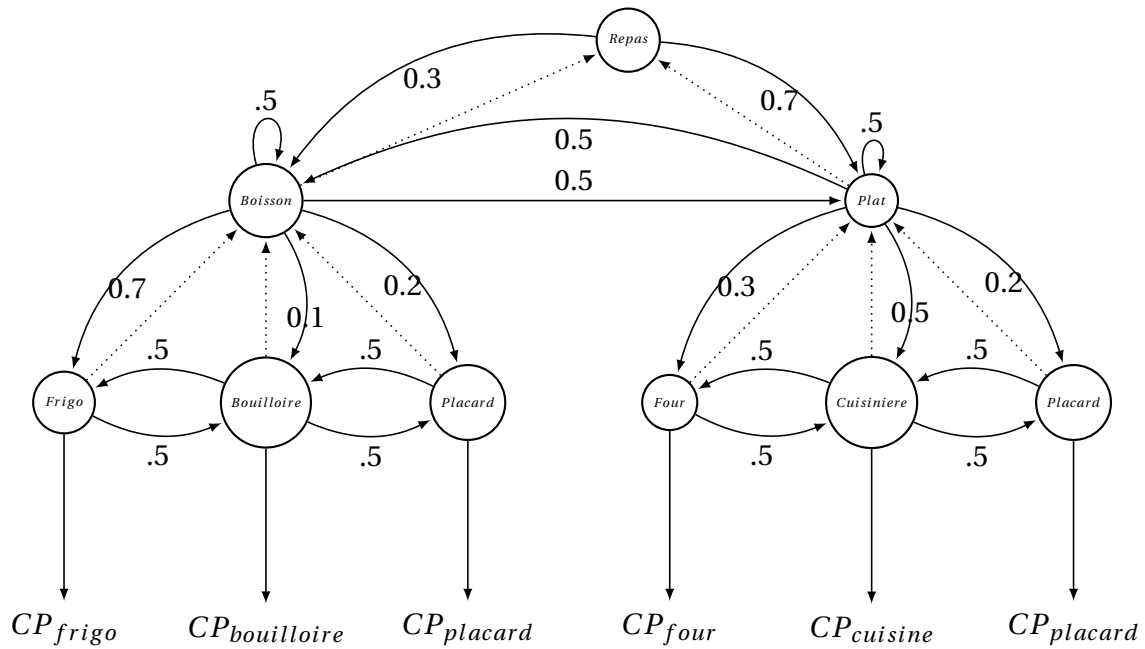 Repas
0.3
0.7
.5
.5
0.5
0.5
Boisson
Plat
0.7
0.1
0.2
0.3
0.5
0.2
.5
.5
.5
.5
Frigo
Bouilloire
Placard
Four
Cuisiniere
Placard
.5
.5
.5
.5
CPfrigo
CPbouilloire
CPplacard
CPfour
CPcuisine
CPplacard